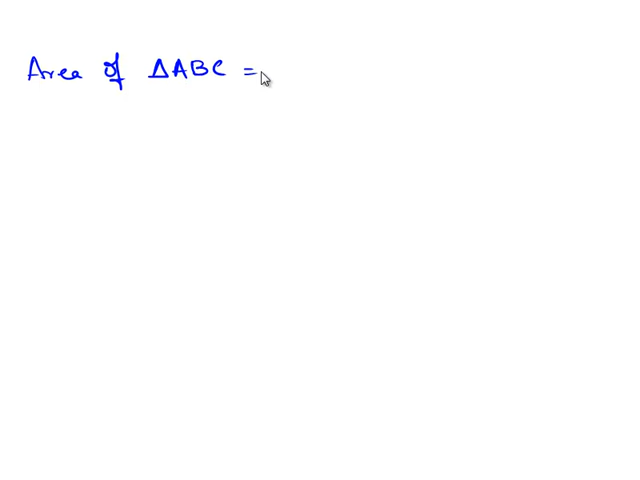 Area of ΔABC =